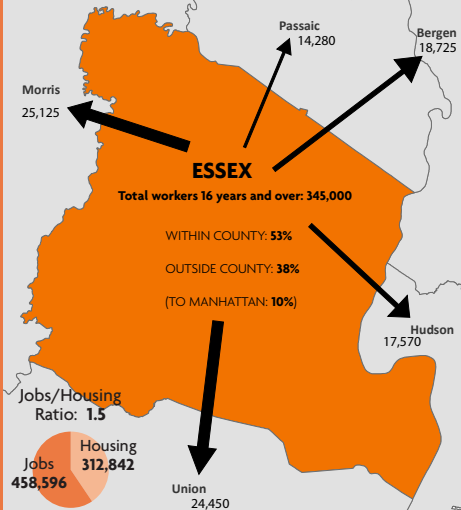 Passaic
14,280
Bergen
18,725
Morris
25,125
ESSEX
Total workers 16 years and over: 345,000
WITHIN COUNTY: 53%
OUTSIDE COUNTY: 38%
(TO MANHATTAN: 10%)
Hudson
17,570
Jobs/Housing
Ratio: 1.5
Housing
312,842
Jobs
458,596
Union
24,450